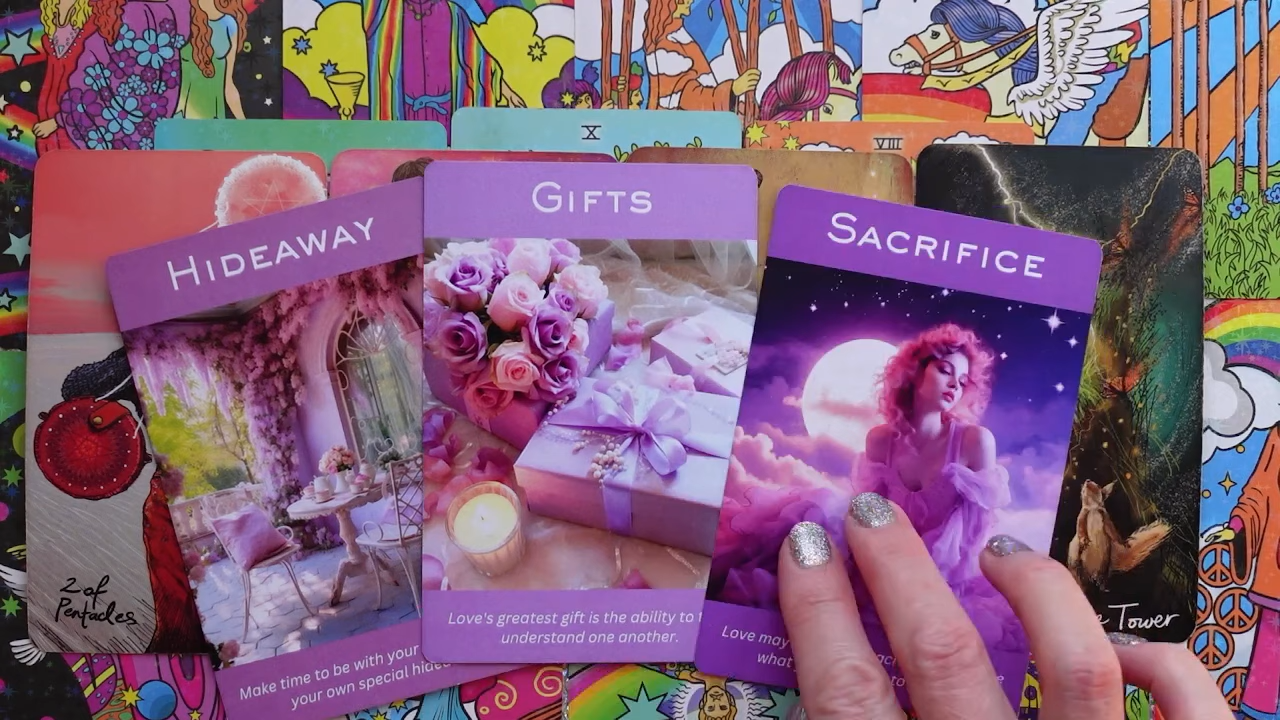 X
VIII
HIDEAWAY
GIFTS
SACRIFICE
2 of
Pentacles
Make time to be with your
your own special
Love's greatest gift is the ability to
understand one another.
Love may
what
to
Tower